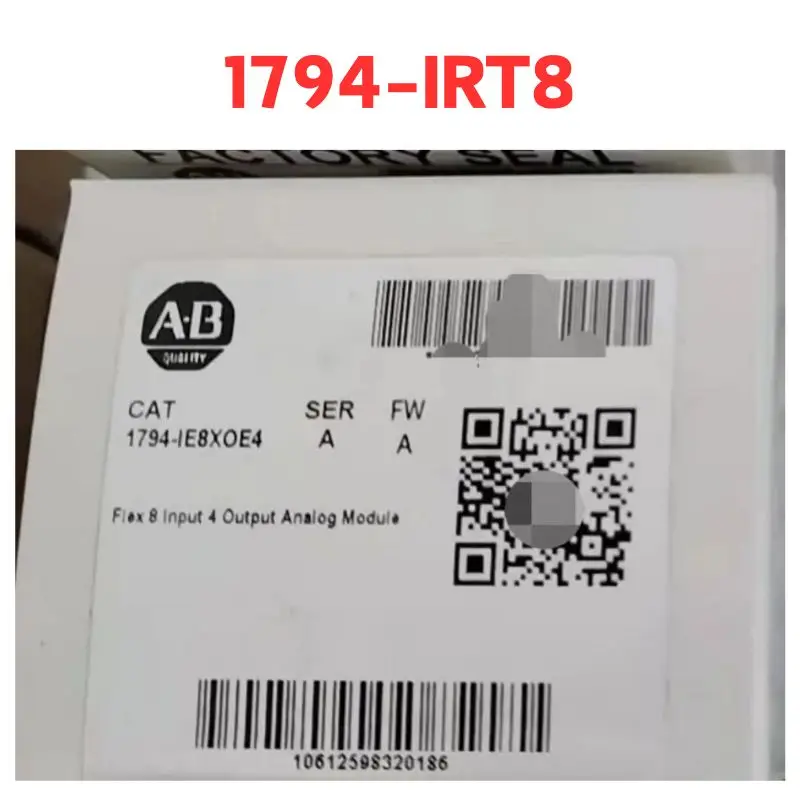 1794-IRT8
FACTORY SEAL
A·B
QUALITY
CAT SER FW
1794-IE8XOE4 A A
Flex 8 Input 4 Output Analog Module
10612598320186